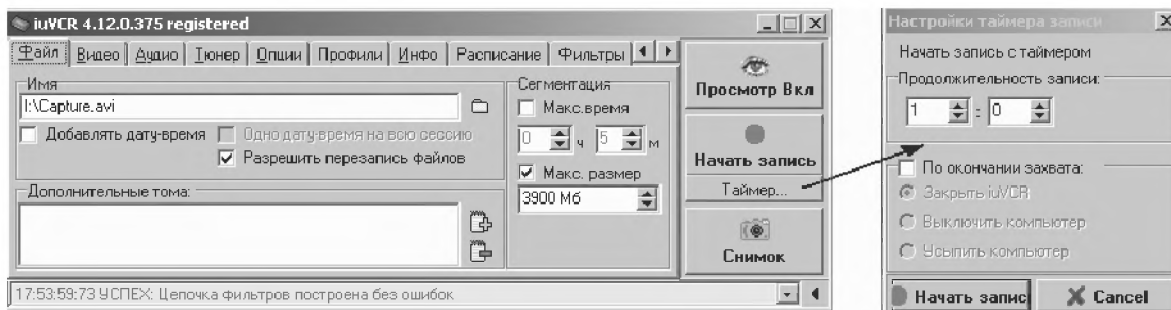 iuVCR 4.12.0.375 registered
Файл Видео Аудио Тюнер Опции Профили Инфо Расписание Фильтры
Имя
I:\Capture.avi
Добавлять дату-время Одно дату-время на всю сессию
Разрешить перезапись файлов
Дополнительные тома:
Сегментация
Макс.время
0 ч 5 м
Макс. размер
3900 Мб
Просмотр Вкл
Начать запись
Таймер...
Снимок
17:53:59:73 УСПЕХ: Цепочка фильтров построена без ошибок
Настройки таймера записи
Начать запись с таймером
Продолжительность записи:
1 : 0
По окончании захвата:
Закрыть iuVCR
Выключить компьютер
Усыпить компьютер
Начать запис Cancel